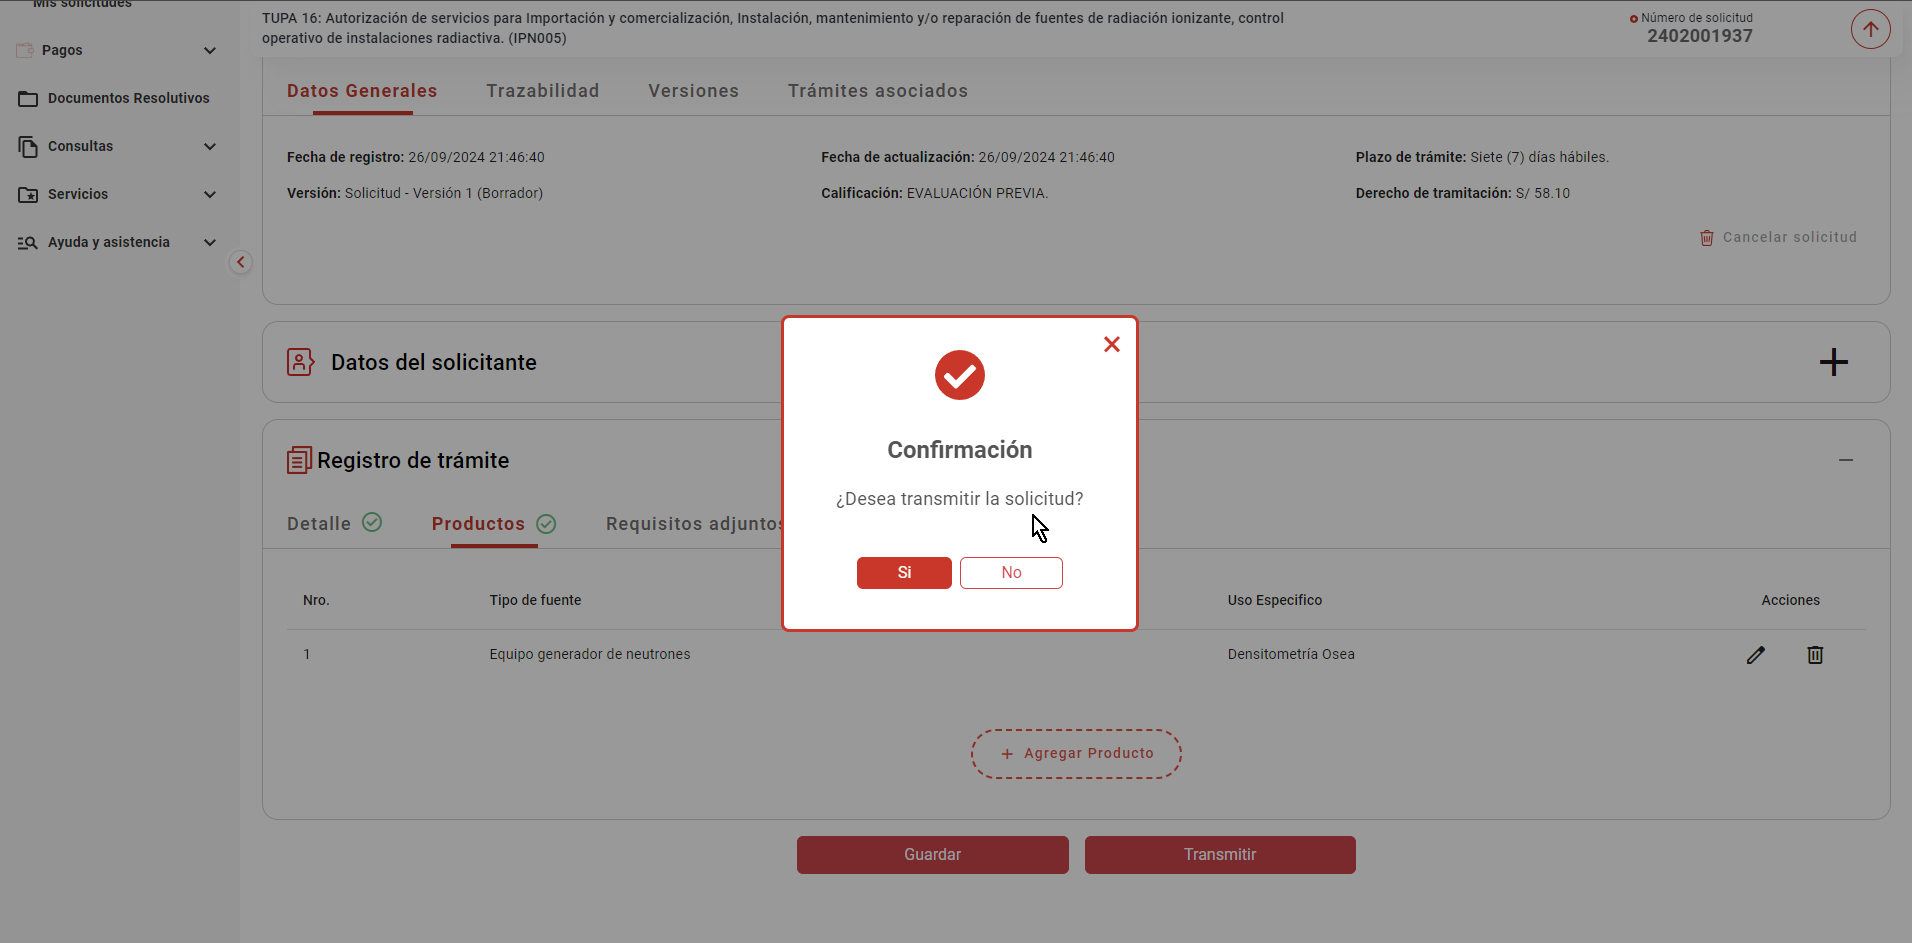 Mis solicitudes
Pagos
Documentos Resolutivos
Consultas
Servicios
Ayuda y asistencia
TUPA 16: Autorización de servicios para Importación y comercialización, Instalación, mantenimiento y/o reparación de fuentes de radiación ionizante, control
operativo de instalaciones radiactiva. (IPN005)
Número de solicitud
2402001937
Datos Generales Trazabilidad Versiones Trámites asociados
Fecha de registro: 26/09/2024 21:46:40 Fecha de actualización: 26/09/2024 21:46:40 Plazo de trámite: Siete (7) días hábiles.
Versión: Solicitud - Versión 1 (Borrador) Calificación: EVALUACIÓN PREVIA. Derecho de tramitación: S/ 58.10
Cancelar solicitud
Datos del solicitante
Registro de trámite
Detalle Productos Requisitos adjuntos
Nro. Tipo de fuente Uso Especifico Acciones
1 Equipo generador de neutrones Densitometría Osea
+ Agregar Producto
Guardar Transmitir
Confirmación
¿Desea transmitir la solicitud?
Si No